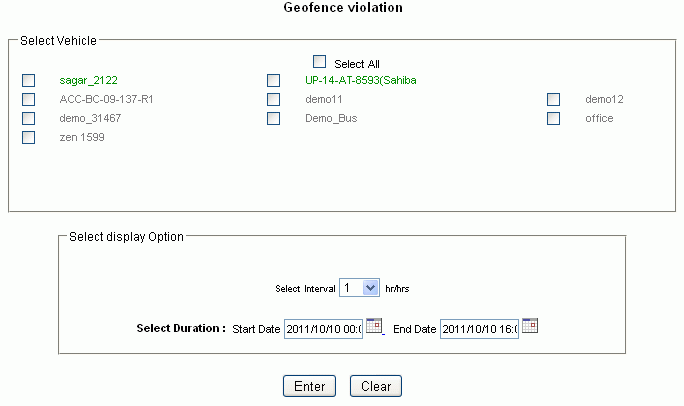 Geofence violation
Select Vehicle
Select All
sagar_2122 UP-14-AT-8593(Sahiba
ACC-BC-09-137-R1 demo11 demo12
demo_31467 Demo_Bus office
zen 1599
Select display Option
Select Interval 1 hr/hrs
Select Duration : Start Date 2011/10/10 00:( End Date 2011/10/10 16:(
Enter Clear